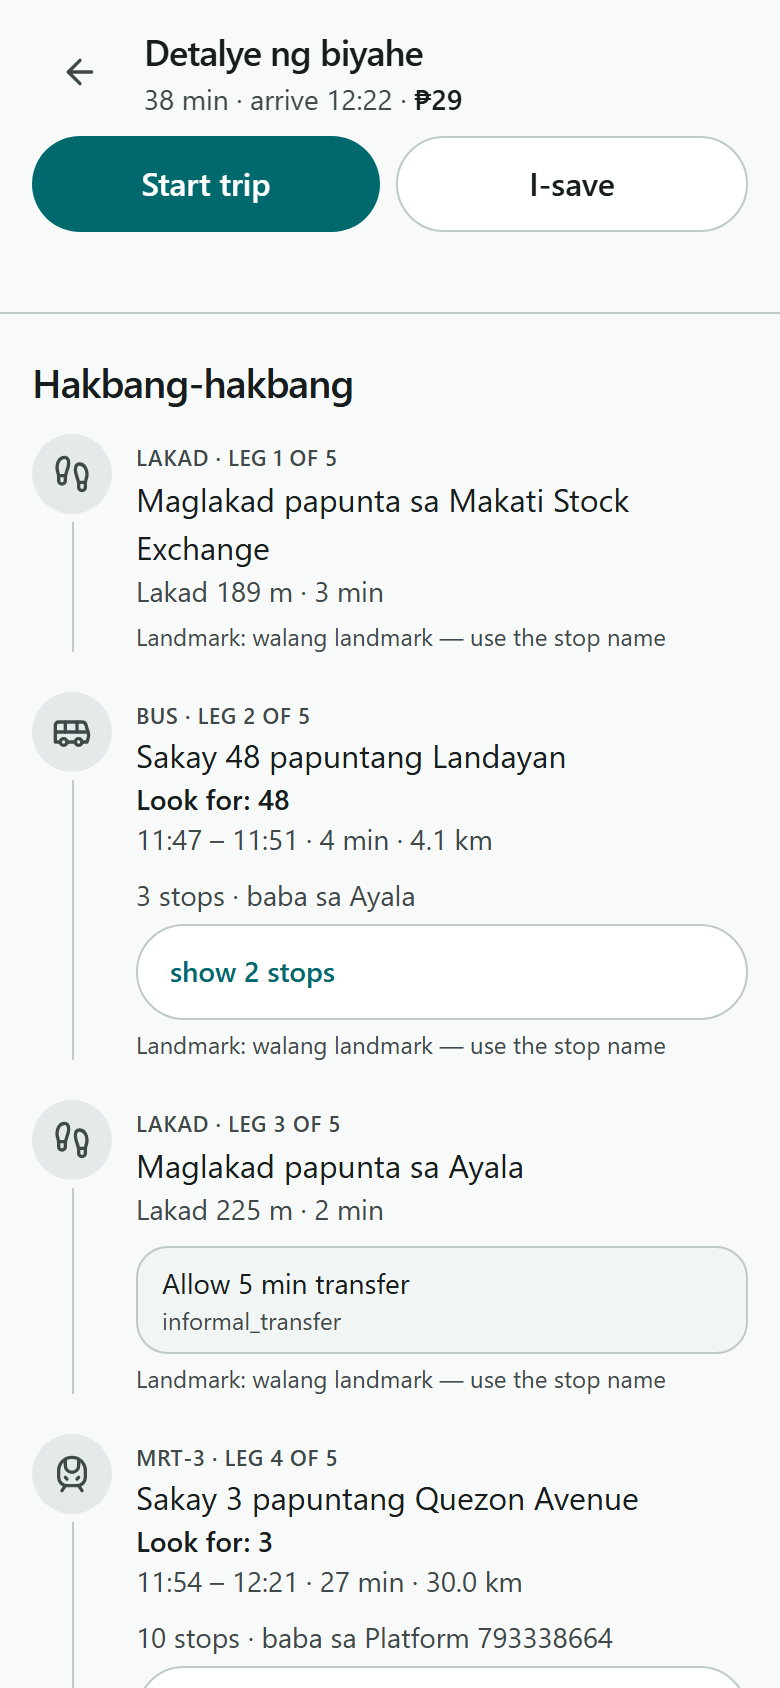 Detalye ng biyahe
38 min · arrive 12:22 · ₱29
Start trip
I-save
Hakbang-hakbang
LAKAD · LEG 1 OF 5
Maglakad papunta sa Makati Stock
Exchange
Lakad 189 m · 3 min
Landmark: walang landmark — use the stop name
BUS · LEG 2 OF 5
Sakay 48 papuntang Landayan
Look for: 48
11:47 – 11:51 · 4 min · 4.1 km
3 stops · baba sa Ayala
show 2 stops
Landmark: walang landmark — use the stop name
LAKAD · LEG 3 OF 5
Maglakad papunta sa Ayala
Lakad 225 m · 2 min
Allow 5 min transfer
informal_transfer
Landmark: walang landmark — use the stop name
MRT-3 · LEG 4 OF 5
Sakay 3 papuntang Quezon Avenue
Look for: 3
11:54 – 12:21 · 27 min · 30.0 km
10 stops · baba sa Platform 793338664